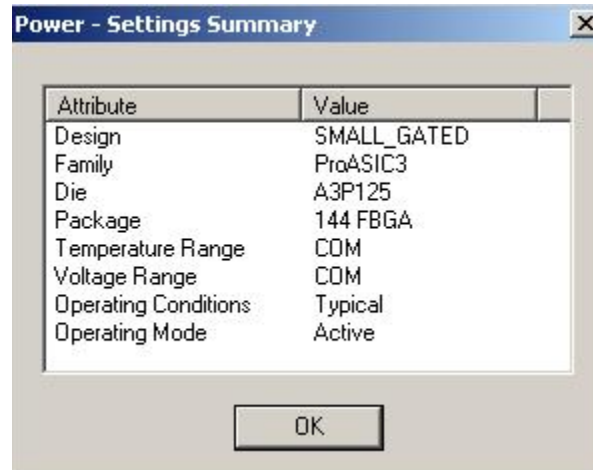 Power - Settings Summary
Attribute Value
Design SMALL_GATED
Family ProASIC3
Die A3P125
Package 144 FBGA
Temperature Range COM
Voltage Range COM
Operating Conditions Typical
Operating Mode Active
OK